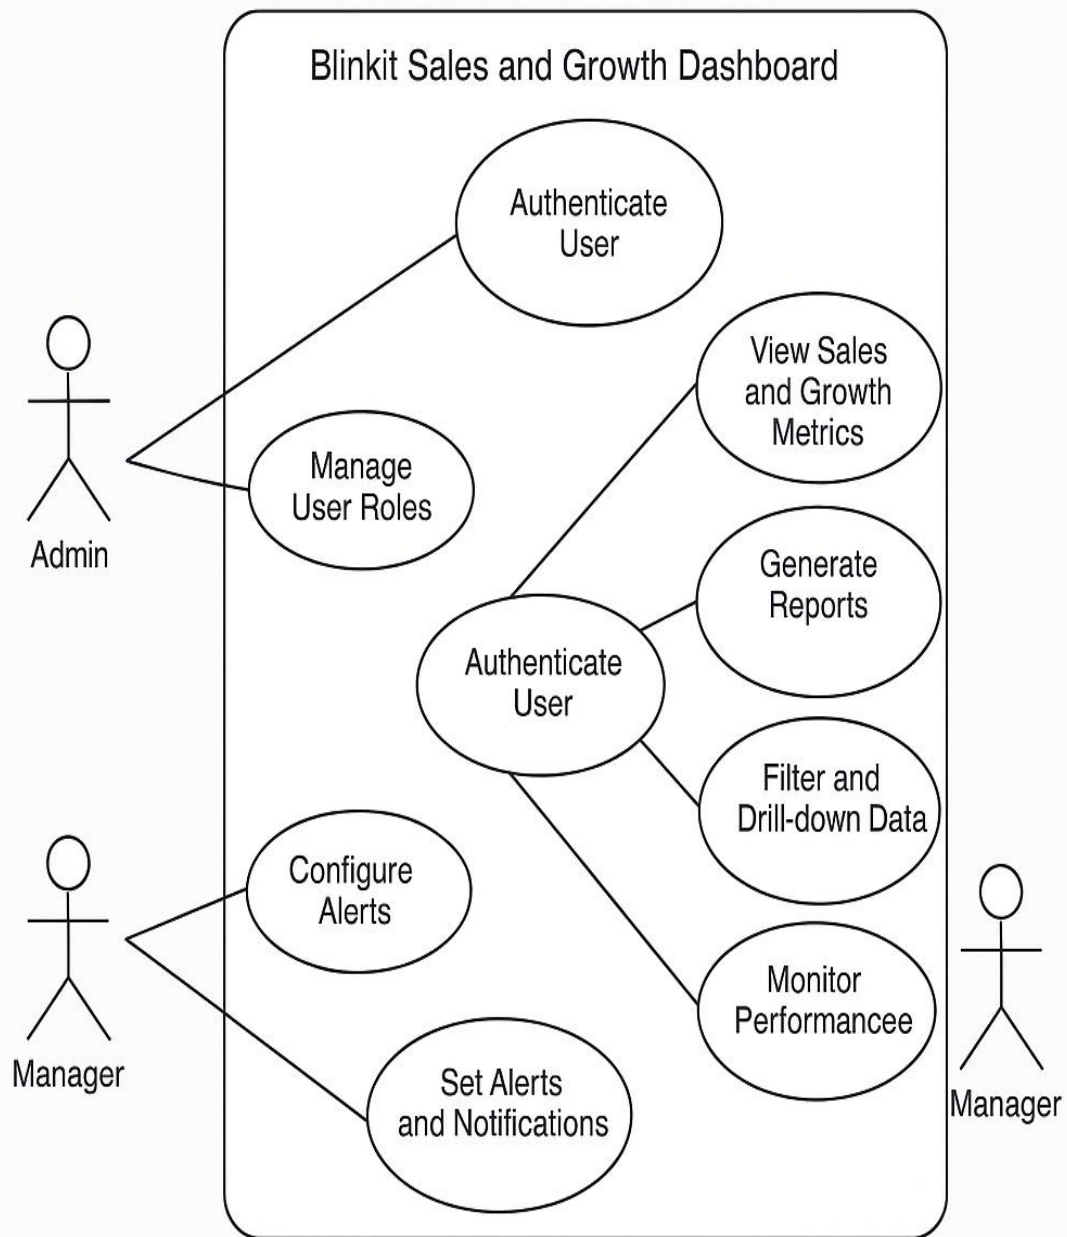 Blinkit Sales and Growth Dashboard
Authenticate
User
View Sales
and Growth
Metrics
Manage
User Roles
Admin
Generate
Reports
Authenticate
User
Filter and
Drill-down Data
Configure
Alerts
Manager
Monitor
Performancee
Set Alerts
and Notifications
Manager